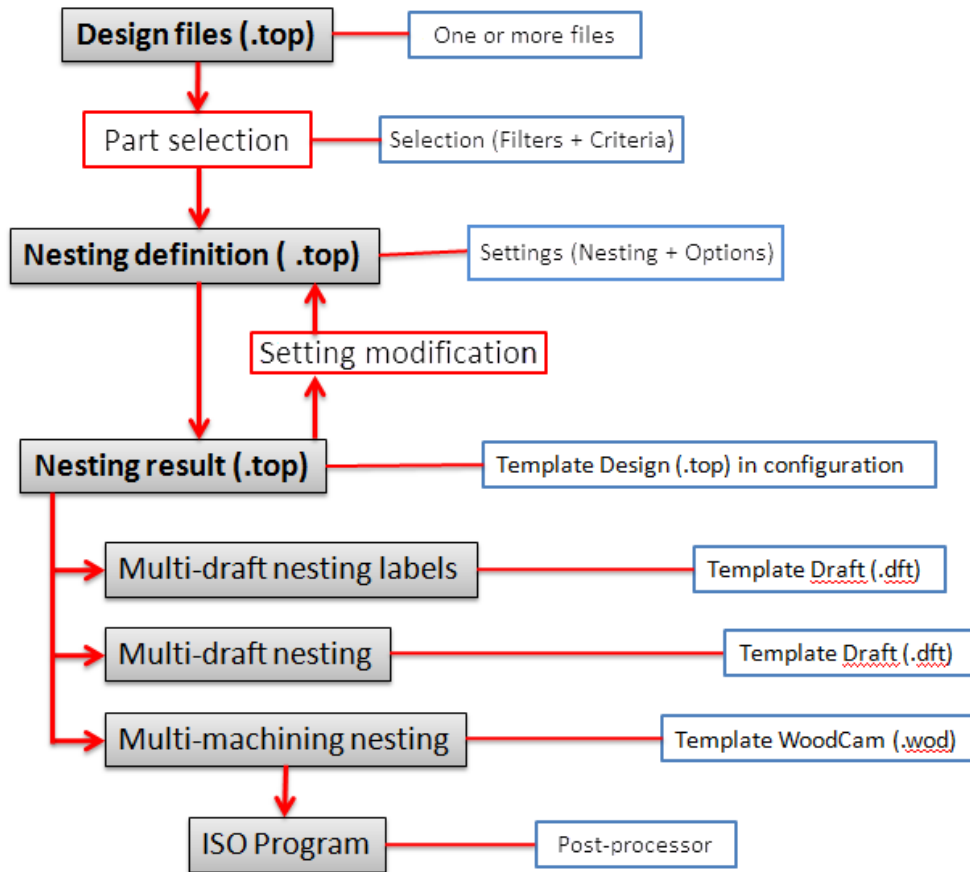 Design files (.top)
One or more files
Part selection
Selection (Filters + Criteria)
Nesting definition ( .top)
Settings (Nesting + Options)
Setting modification
Nesting result (.top)
Template Design (.top) in configuration
Multi-draft nesting labels
Template Draft (.dft)
Multi-draft nesting
Template Draft (.dft)
Multi-machining nesting
Template WoodCam (.wod)
ISO Program
Post-processor